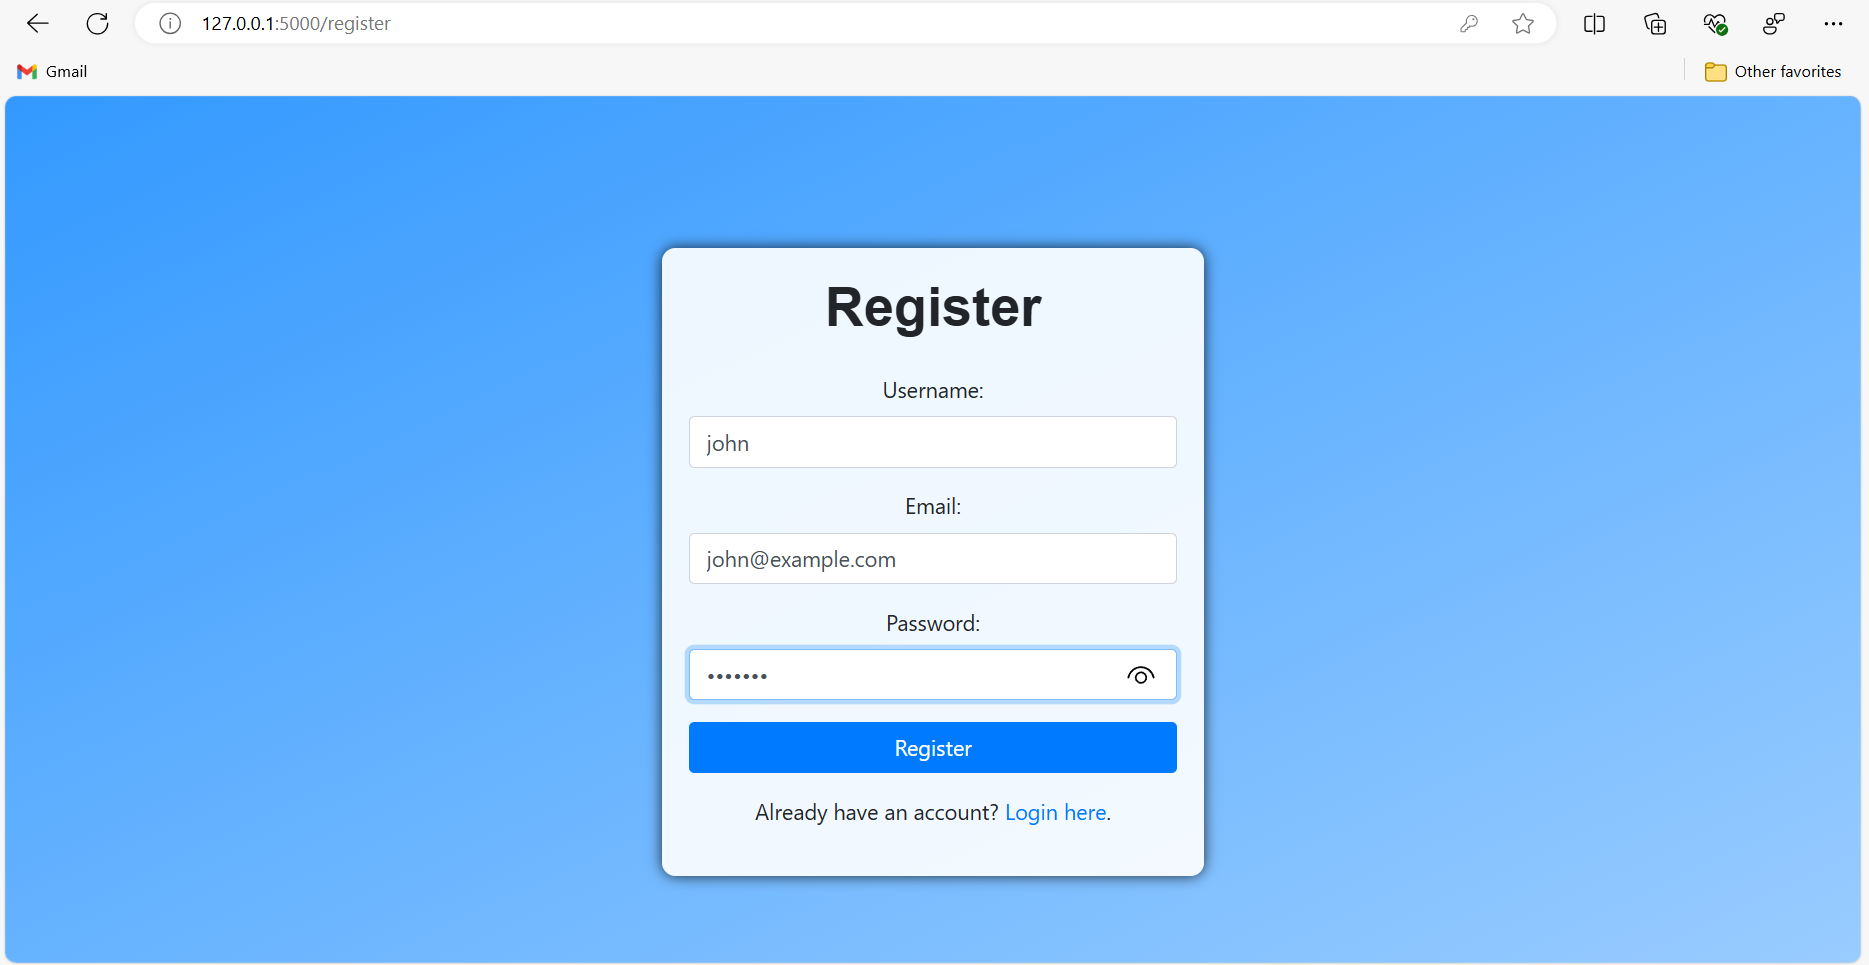 127.0.0.1:5000/register
Gmail
Other favorites
Register
Username:
john
Email:
john@example.com
Password:
•••••••
Register
Already have an account? Login here.